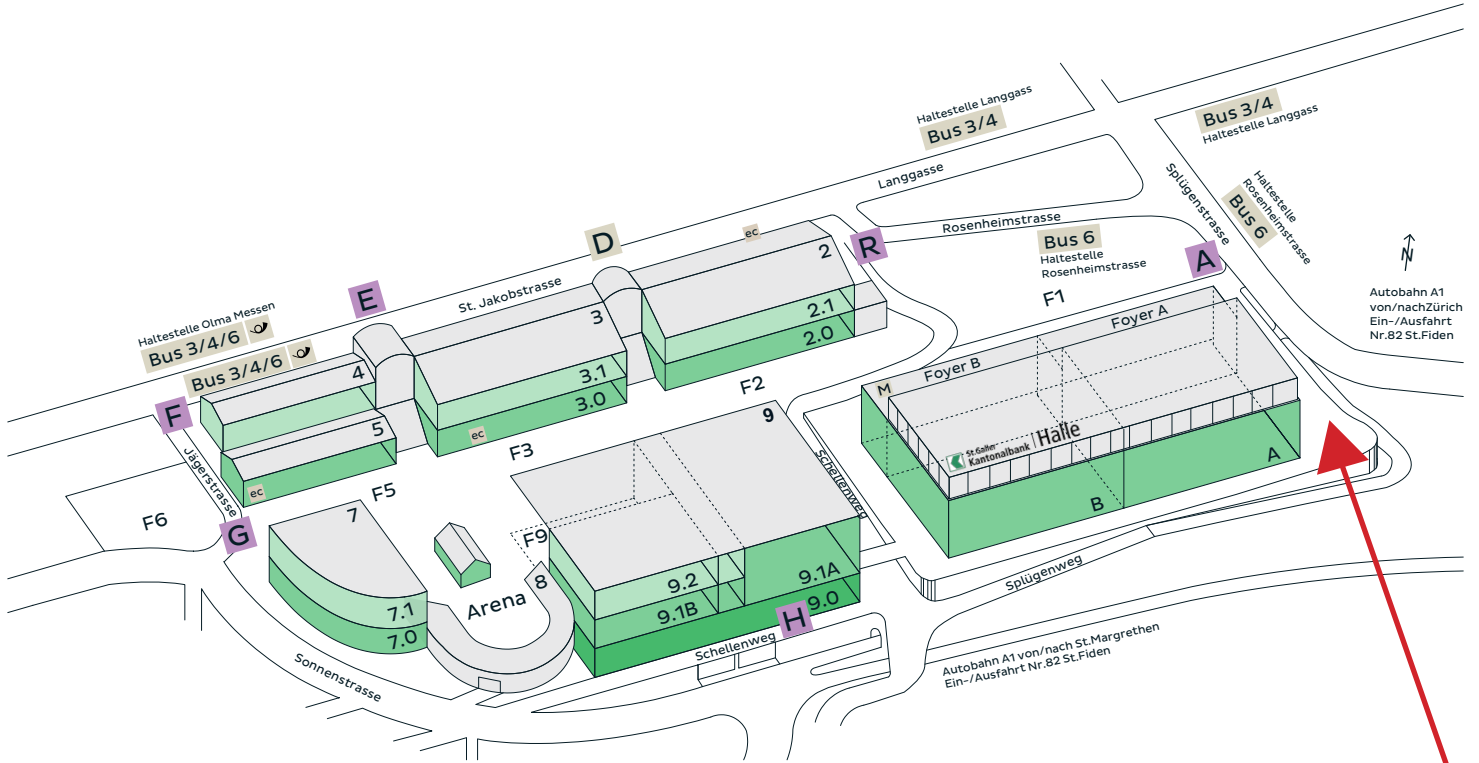 Haltestelle Langgass
Bus 3/4
Bus 3/4
Haltestelle Langgass
Langgasse
Splügenstrasse
Haltestelle
Rosenheimstrasse
Bus 6
Rosenheimstrasse
Bus 6
Haltestelle
Rosenheimstrasse
N
Autobahn A1
von/nachZürich
Ein-/Ausfahrt
Nr.82 St.Fiden
D
ec
R
A
E
St. Jakobstrasse
2
2.1
2.0
F1
Foyer A
Foyer B
M
Haltestelle Olma Messen
Bus 3/4/6
Bus 3/4/6
3
3.1
3.0
ec
F2
4
5
ec
F
F3
9
St.Galler
Kantonalbank
Halle
A
B
Jägerstrasse
F5
F6
G
7
7.1
7.0
F9
8
Arena
9.2
9.1B
9.1A
9.0
H
Schellenweg
Schellenweg
Splügenweg
Sonnenstrasse
Autobahn A1 von/nach St.Margrethen
Ein-/Ausfahrt Nr.82 St.Fiden